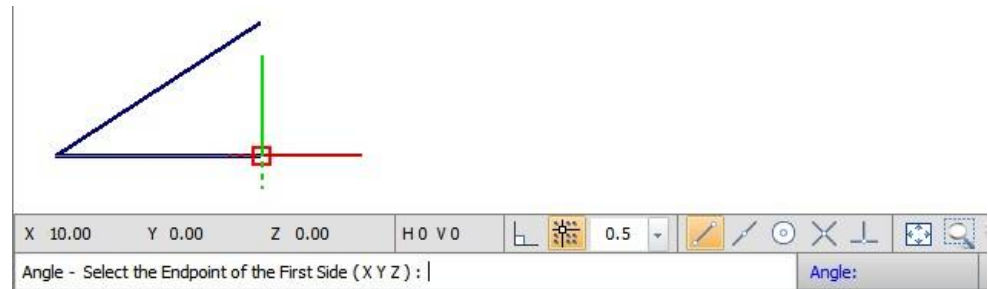 X 10.00 Y 0.00 Z 0.00 H 0 V 0 0.5
Angle - Select the Endpoint of the First Side ( X Y Z ) : Angle: